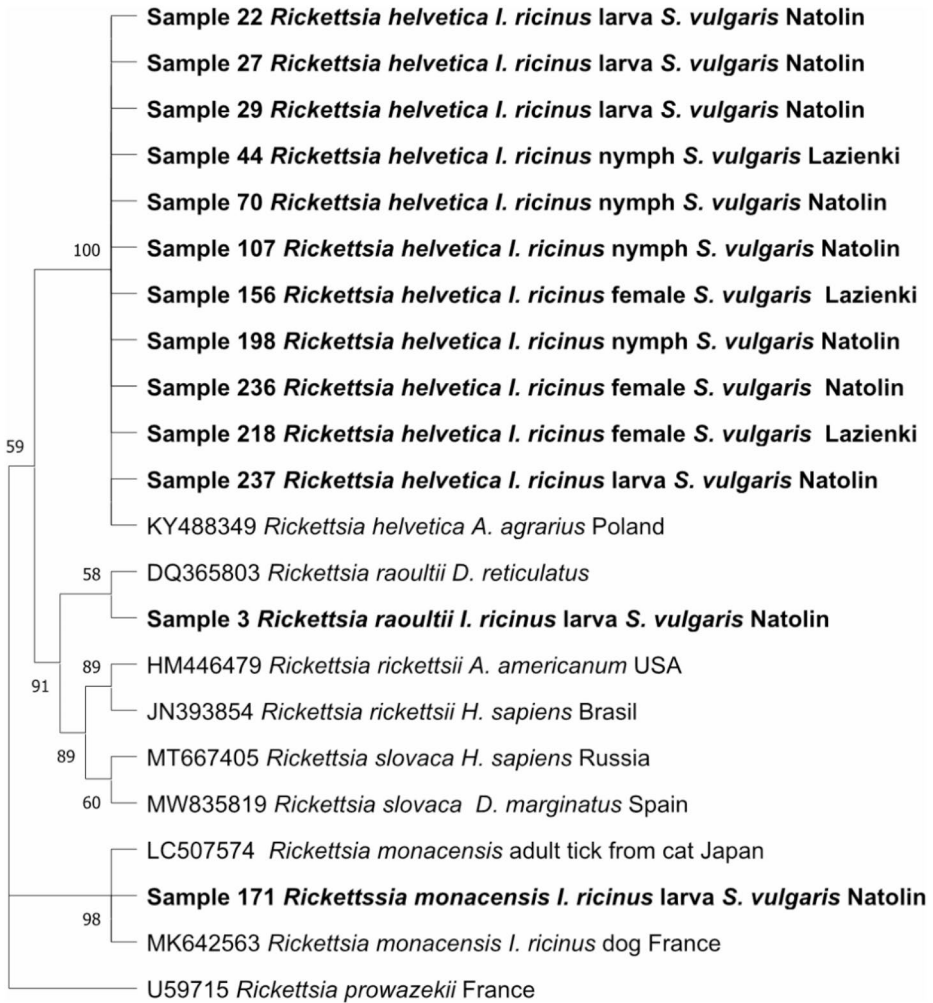 Sample 22 Rickettsia helvetica I. ricinus larva S. vulgaris Natolin
Sample 27 Rickettsia helvetica I. ricinus larva S. vulgaris Natolin
Sample 29 Rickettsia helvetica I. ricinus larva S. vulgaris Natolin
Sample 44 Rickettsia helvetica I. ricinus nymph S. vulgaris Lazienki
Sample 70 Rickettsia helvetica I. ricinus nymph S. vulgaris Natolin
100
Sample 107 Rickettsia helvetica I. ricinus nymph S. vulgaris Natolin
Sample 156 Rickettsia helvetica I. ricinus female S. vulgaris Lazienki
Sample 198 Rickettsia helvetica I. ricinus nymph S. vulgaris Natolin
Sample 236 Rickettsia helvetica I. ricinus female S. vulgaris Natolin
Sample 218 Rickettsia helvetica I. ricinus female S. vulgaris Lazienki
59
Sample 237 Rickettsia helvetica I. ricinus larva S. vulgaris Natolin
KY488349 Rickettsia helvetica A. agrarius Poland
58
DQ365803 Rickettsia raoultii D. reticulatus
Sample 3 Rickettsia raoultii I. ricinus larva S. vulgaris Natolin
89
HM446479 Rickettsia rickettsii A. americanum USA
91
JN393854 Rickettsia rickettsii H. sapiens Brasil
89
MT667405 Rickettsia slovaca H. sapiens Russia
60
MW835819 Rickettsia slovaca D. marginatus Spain
LC507574 Rickettsia monacensis adult tick from cat Japan
Sample 171 Rickettssia monacensis I. ricinus larva S. vulgaris Natolin
98
MK642563 Rickettsia monacensis I. ricinus dog France
U59715 Rickettsia prowazekii France